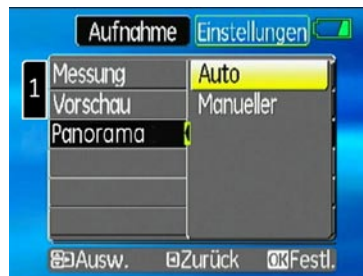 Aufnahme Einstellungen
1
Messung Auto
Vorschau Manueller
Panorama
Ausw. Zurück OK Festl.